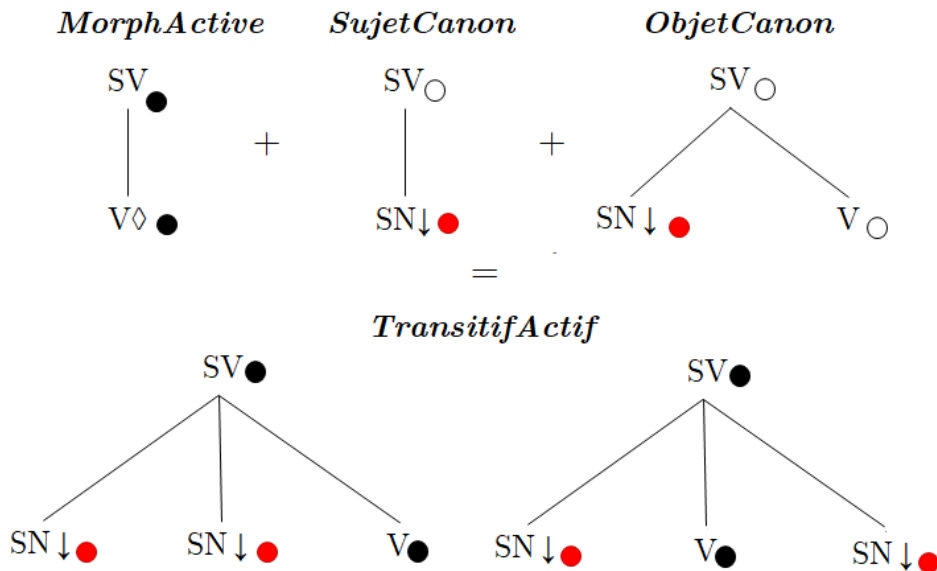 MorphActive SujetCanon ObjetCanon
SV SV SV
+ +
V◊ SN↓ SN↓ V
=
TransitifActif
SV SV
SN↓ SN↓ V SN↓ V SN↓